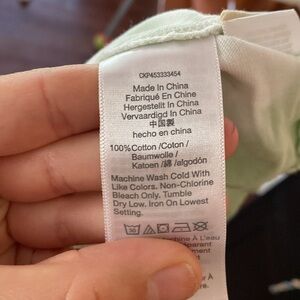 CKP453333454
Made In China
Fabriqué En Chine
Hergestellt In China
Vervaardigd In China
中国製
hecho en china
100%Cotton /Coton /
Baumwolle /
Katoen /綿 /algodón
Machine Wash Cold With
Like Colors. Non-Chlorine
Bleach Only. Tumble
Dry Low. Iron On Lowest
Setting.
À L'eau